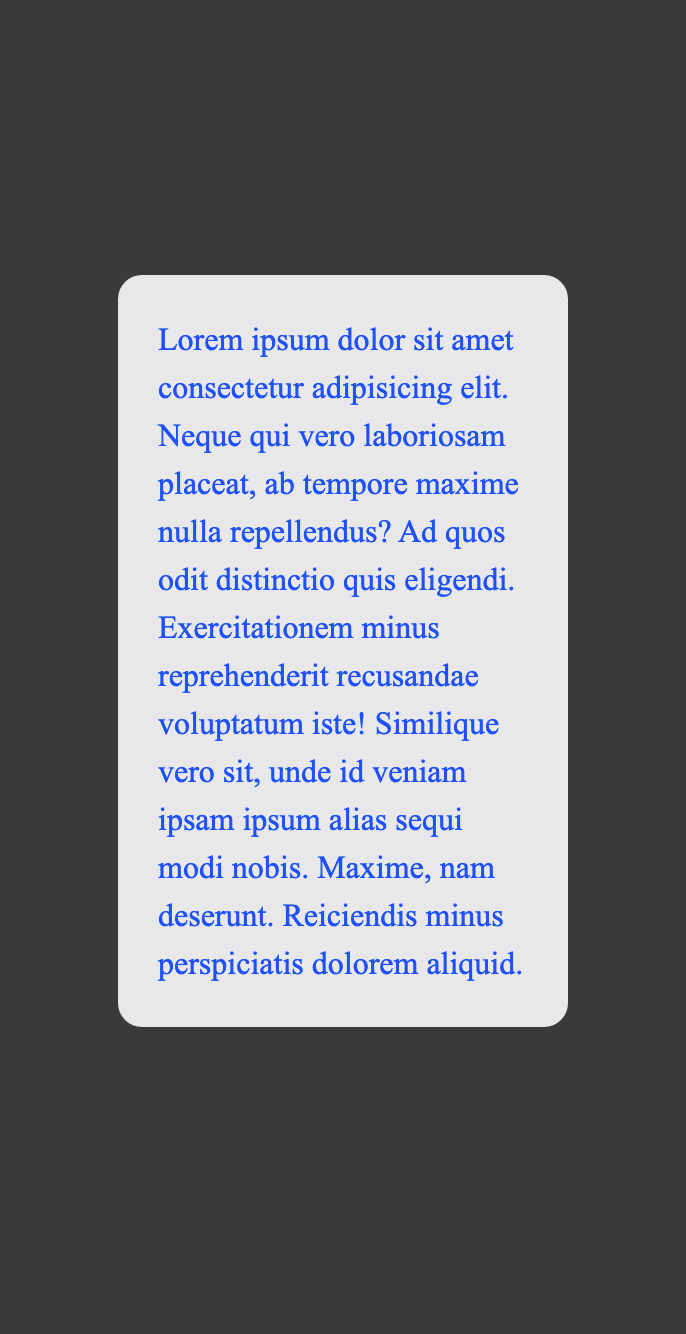 Lorem ipsum dolor sit amet
consectetur adipisicing elit.
Neque qui vero laboriosam
placeat, ab tempore maxime
nulla repellendus? Ad quos
odit distinctio quis eligendi.
Exercitationem minus
reprehenderit recusandae
voluptatum iste! Similique
vero sit, unde id veniam
ipsam ipsum alias sequi
modi nobis. Maxime, nam
deserunt. Reiciendis minus
perspiciatis dolorem aliquid.